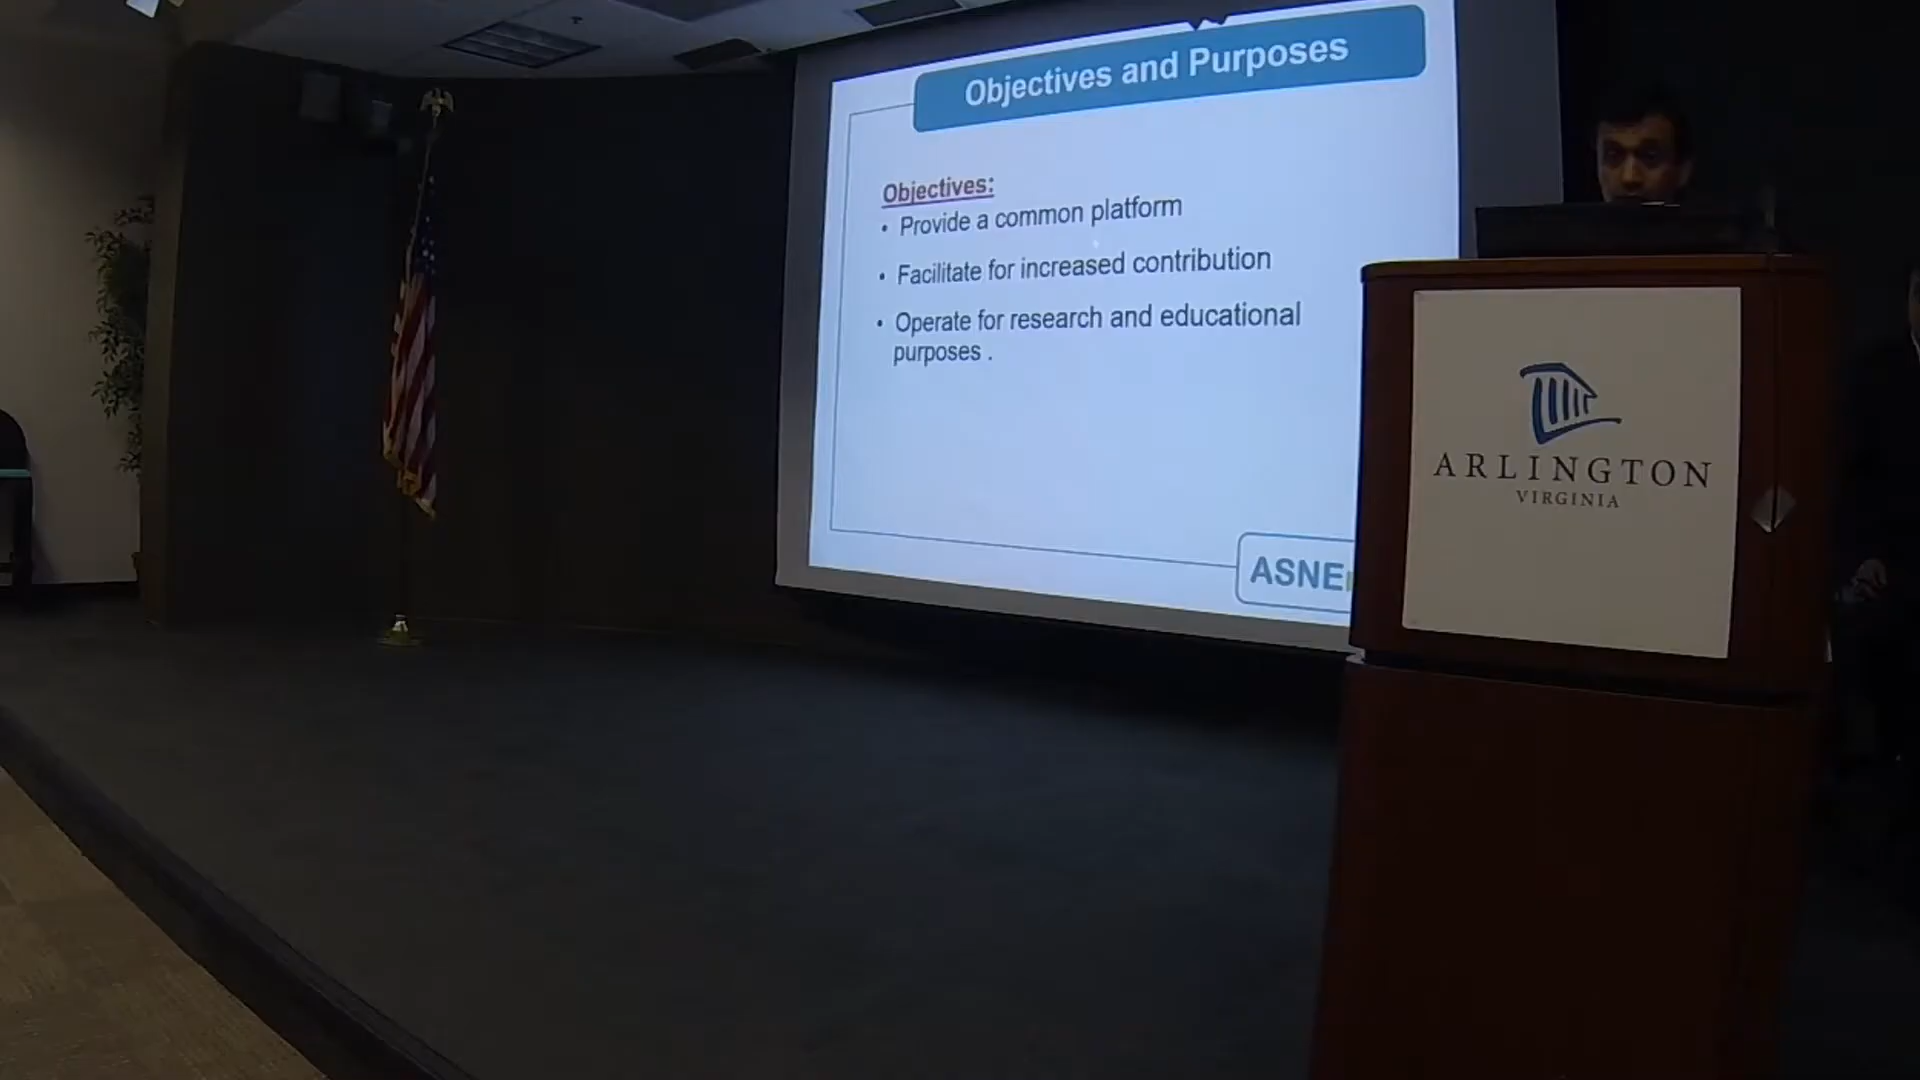 Objectives and Purposes
Objectives:
• Provide a common platform
• Facilitate for increased contribution
• Operate for research and educational
purposes .
ASNE
ARLINGTON
VIRGINIA